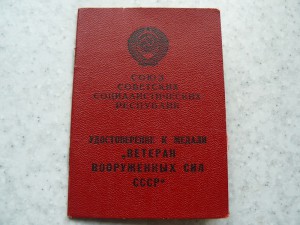 СОЮЗ
СОВЕТСКИХ
СОЦИАЛИСТИЧЕСКИХ
РЕСПУБЛИК
УДОСТОВЕРЕНИЕ К МЕДАЛИ
„ВЕТЕРАН
ВООРУЖЕННЫХ СИЛ
СССР“